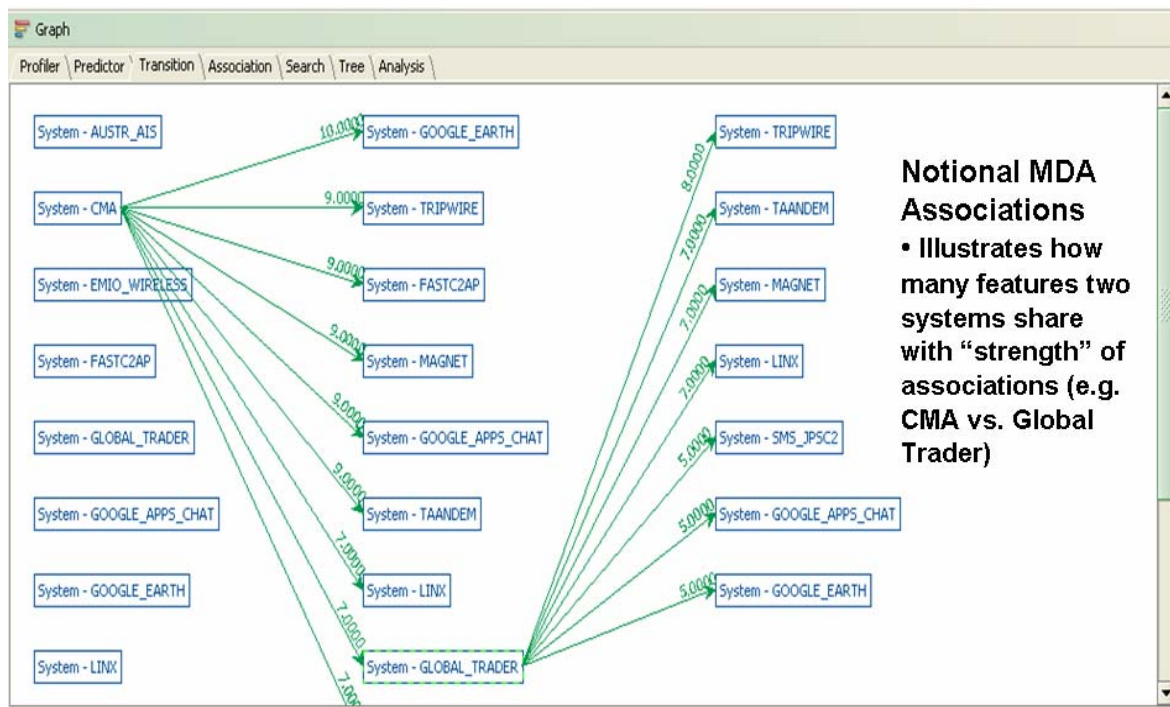 Graph
Profiler Predictor Transition Association Search Tree Analysis
System - AUSTR_AIS
System - CMA
System - EMIO_WIRELESS
System - FASTC2AP
System - GLOBAL_TRADER
System - GOOGLE_APPS_CHAT
System - GOOGLE_EARTH
System - LINX
10.0000
9.0000
9.0000
9.0000
9.0000
9.0000
7.0000
7.0000
7.000
System - GOOGLE_EARTH
System - TRIPWIRE
System - FASTC2AP
System - MAGNET
System - GOOGLE_APPS_CHAT
System - TAANDEM
System - LINX
System - GLOBAL_TRADER
8.0000
7.0000
7.0000
7.0000
5.0000
5.0000
5.0000
System - TRIPWIRE
System - TAANDEM
System - MAGNET
System - LINX
System - SMS_JPSC2
System - GOOGLE_APPS_CHAT
System - GOOGLE_EARTH
Notional MDA
Associations
• Illustrates how
many features two
systems share
with “strength” of
associations (e.g.
CMA vs. Global
Trader)